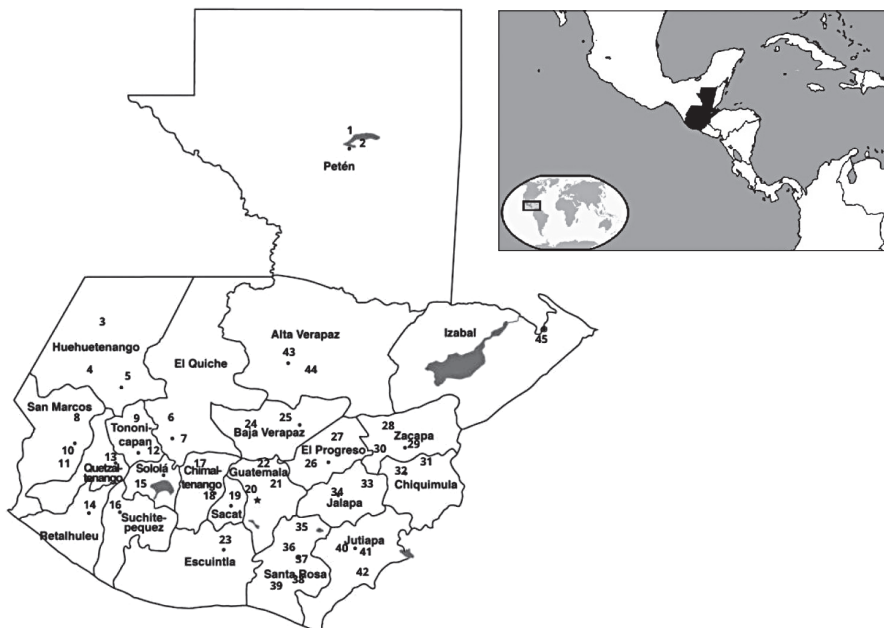 1
2
Petén
3
Huehuetenango
4
5
El Quiche
Alta Verapaz
43
44
Izabal
45
San Marcos
8
9
Tononi-
capan
6
7
10
11
12
13
Quetzal-
tenango
24
25
Baja Verapaz
27
El Progreso
26
28
Zacapa
29
30
31
32
Chiquimula
Sololá
15
17
Chimal-
tenango
18
22
Guatemala
21
20
19
Sacat
33
34
Jalapa
14
Retalhuleu
16
Suchite-
pequez
23
Escuintla
35
36
37
Santa Rosa
38
39
Jutiapa
40
41
42